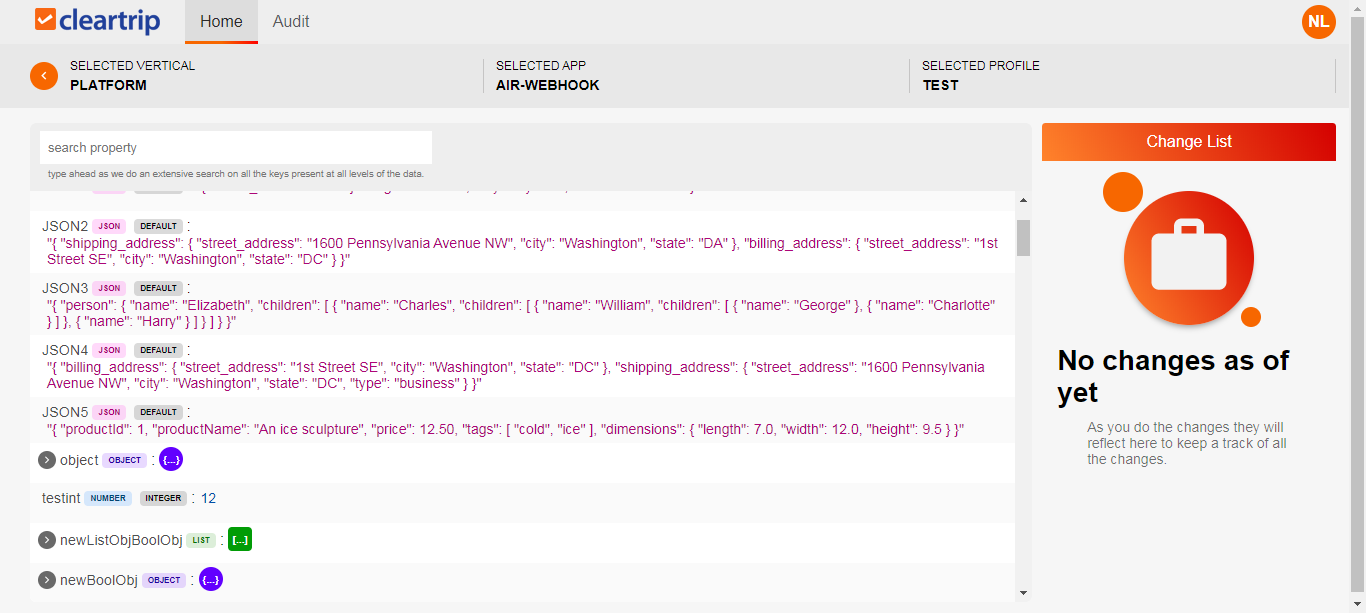 cleartrip
Home
Audit
NL
SELECTED VERTICAL
PLATFORM
SELECTED APP
AIR-WEBHOOK
SELECTED PROFILE
TEST
search property
type ahead as we do an extensive search on all the keys present at all levels of the data.
JSON2 JSON DEFAULT :
"{ "shipping_address": { "street_address": "1600 Pennsylvania Avenue NW", "city": "Washington", "state": "DA" }, "billing_address": { "street_address": "1st
Street SE", "city": "Washington", "state": "DC" } }"
JSON3 JSON DEFAULT :
"{ "person": { "name": "Elizabeth", "children": [ { "name": "Charles", "children": [ { "name": "William", "children": [ { "name": "George" }, { "name": "Charlotte"
} ] }, { "name": "Harry" } ] } ] } }"
JSON4 JSON DEFAULT :
"{ "billing_address": { "street_address": "1st Street SE", "city": "Washington", "state": "DC" }, "shipping_address": { "street_address": "1600 Pennsylvania
Avenue NW", "city": "Washington", "state": "DC", "type": "business" } }"
JSON5 JSON DEFAULT :
"{ "productId": 1, "productName": "An ice sculpture", "price": 12.50, "tags": [ "cold", "ice" ], "dimensions": { "length": 7.0, "width": 12.0, "height": 9.5 } }"
object OBJECT : {...}
testint NUMBER INTEGER : 12
newListObjBoolObj LIST : [...]
newBoolObj OBJECT : {...}
Change List
No changes as of
yet
As you do the changes they will
reflect here to keep a track of all
the changes.